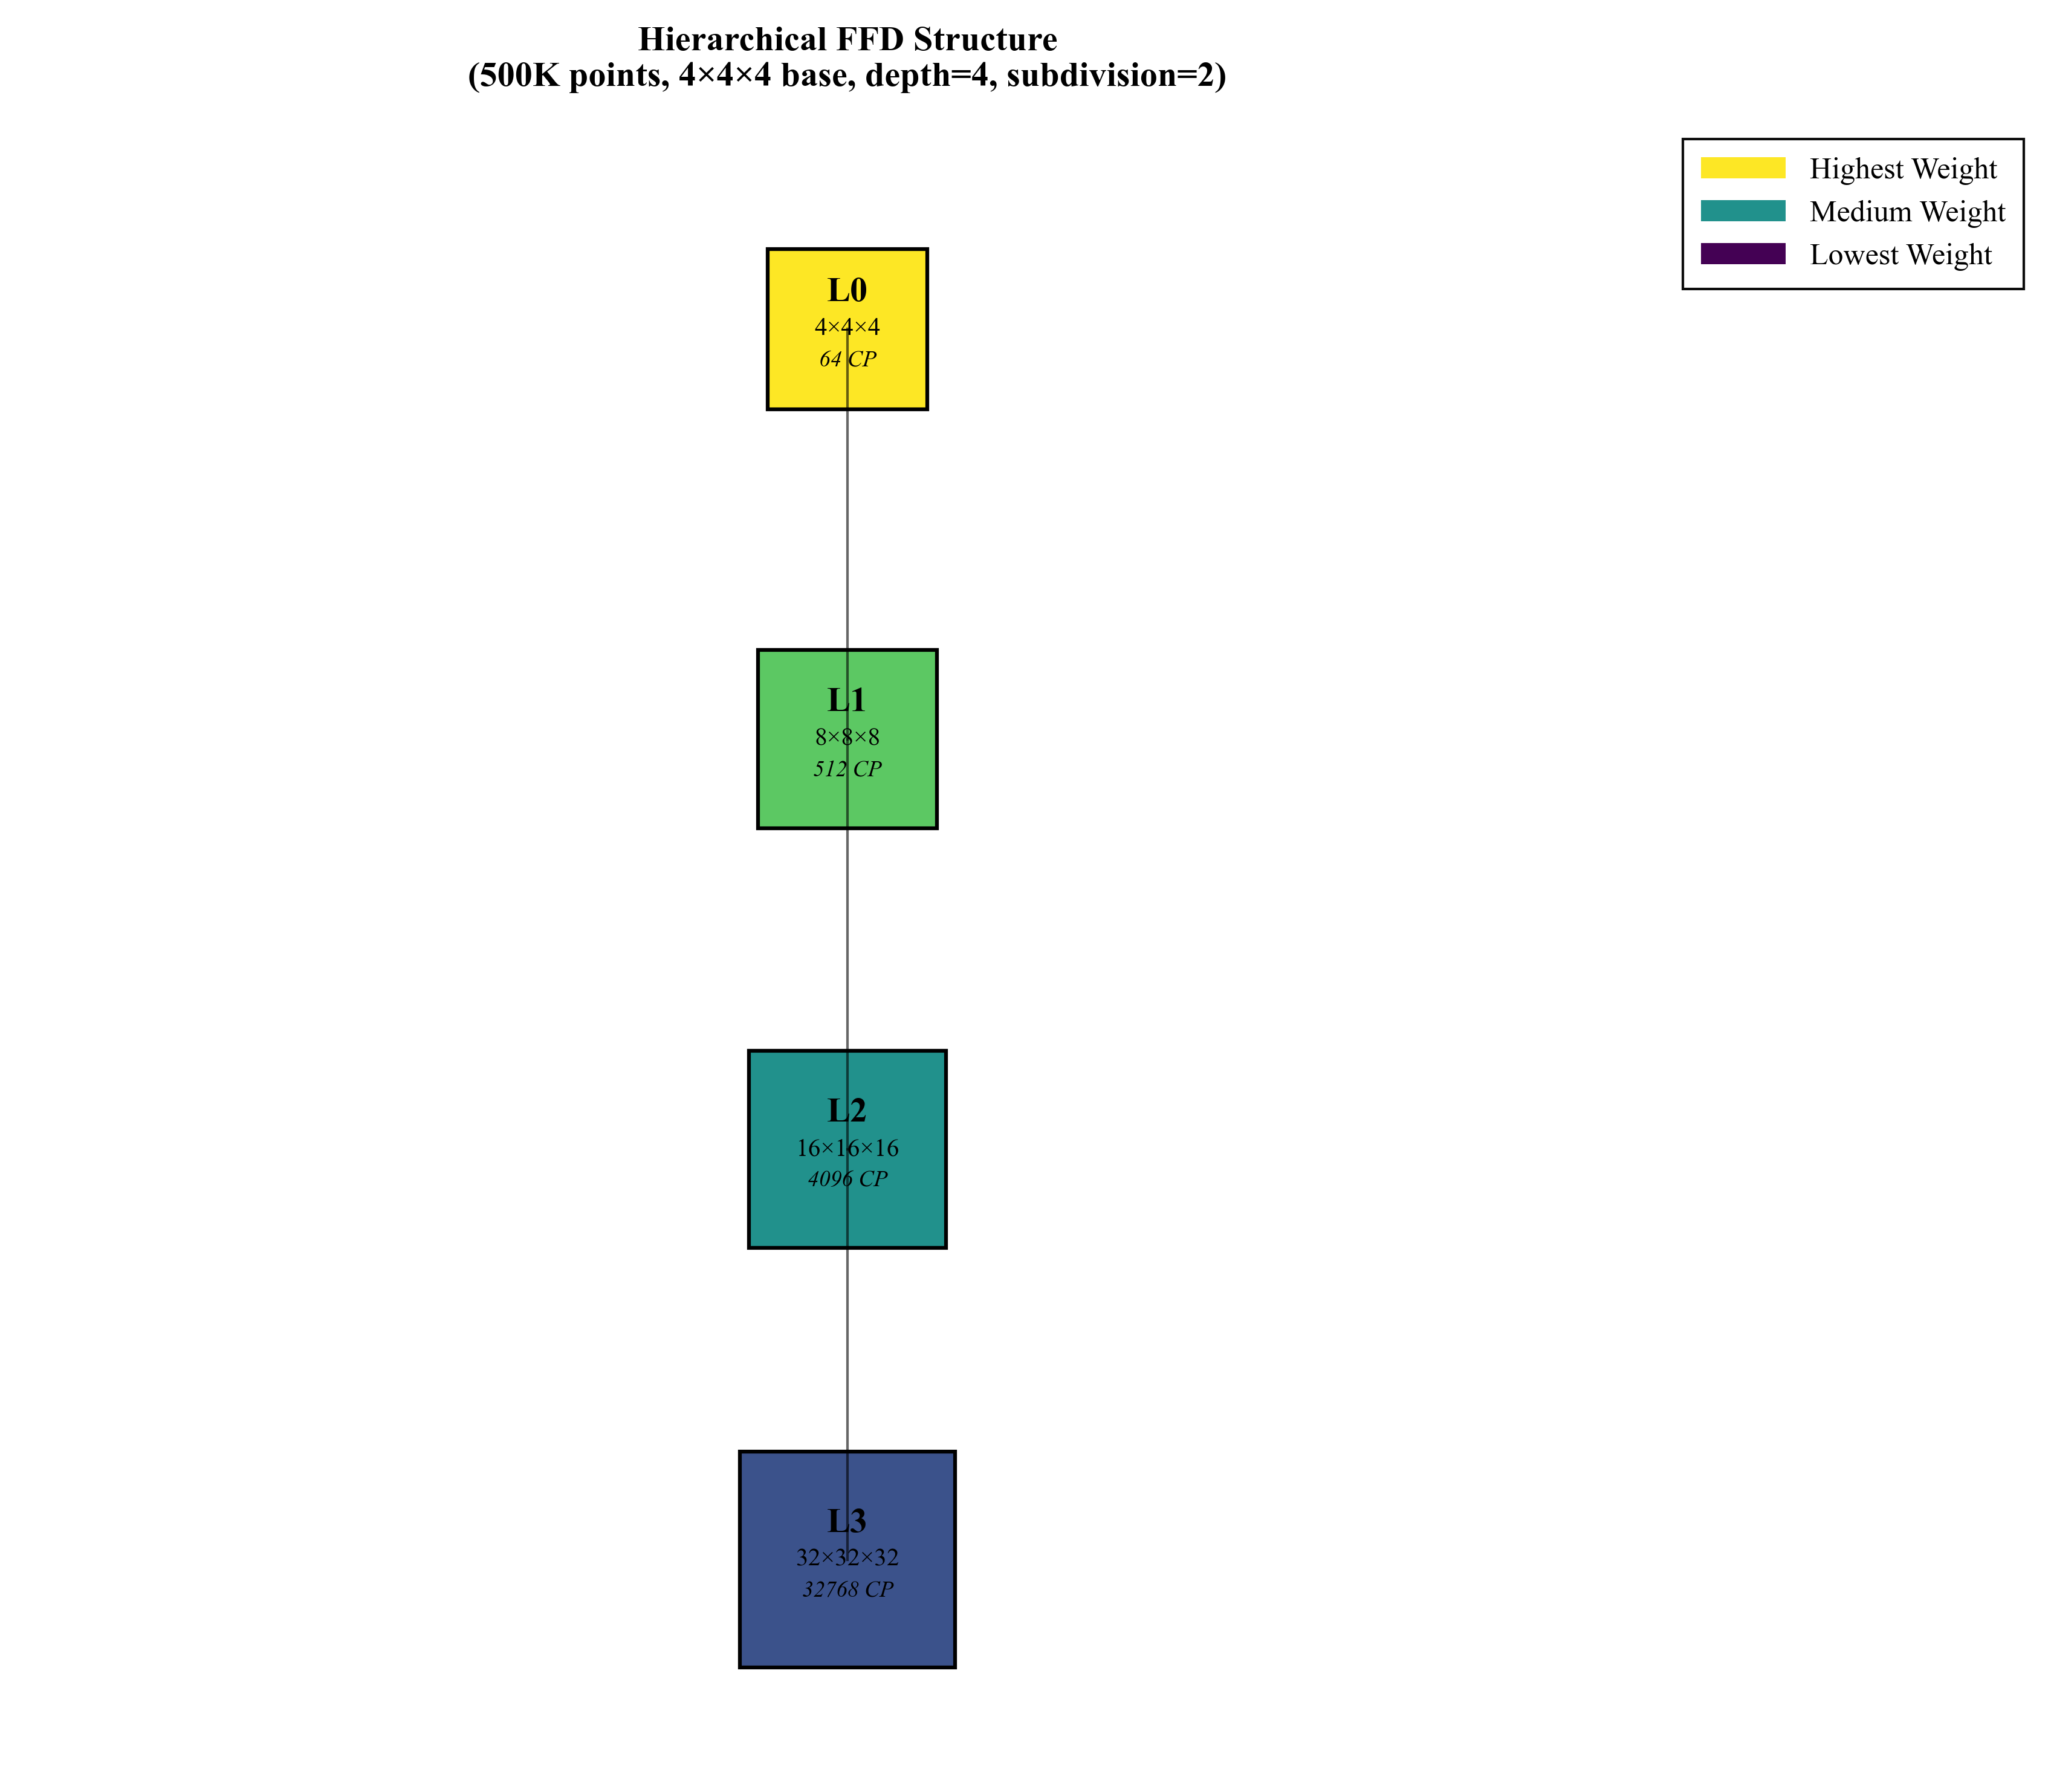 Hierarchical FFD Structure
(500K points, 4×4×4 base, depth=4, subdivision=2)
Highest Weight
Medium Weight
Lowest Weight
L0
4×4×4
64 CP
L1
8×8×8
512 CP
L2
16×16×16
4096 CP
L3
32×32×32
32768 CP